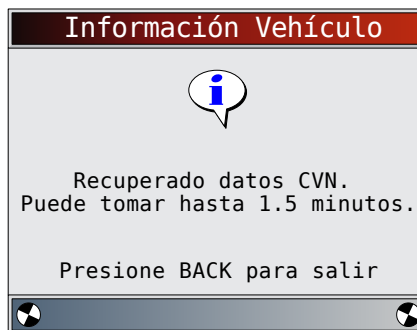 Información Vehículo
Recuperado datos CVN.
Puede tomar hasta 1.5 minutos.
Presione BACK para salir